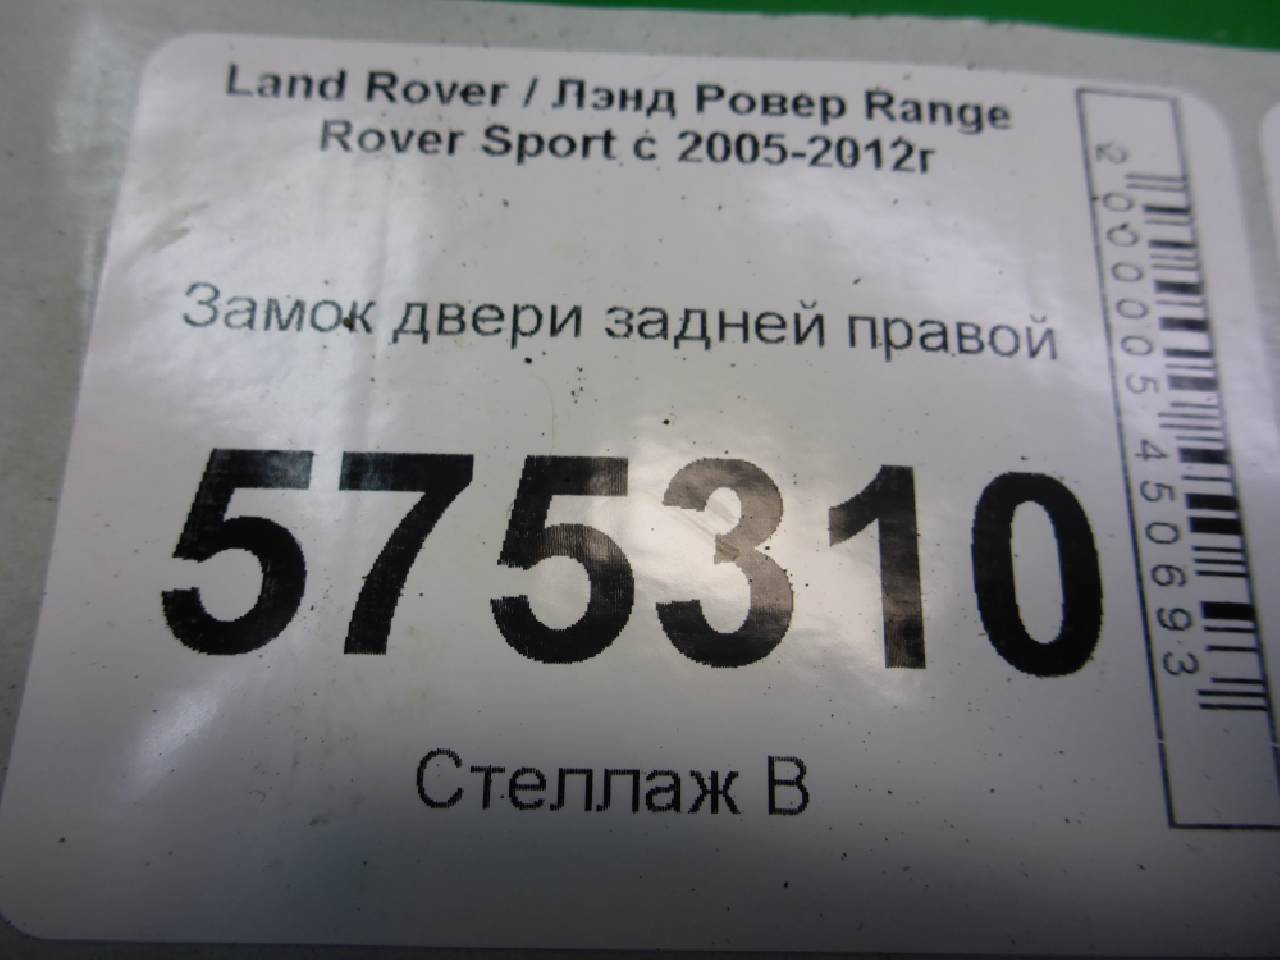 Land Rover / Лэнд Ровер Range
Rover Sport с 2005-2012г
Замок двери задней правой
575310
Стеллаж В
2000005450693